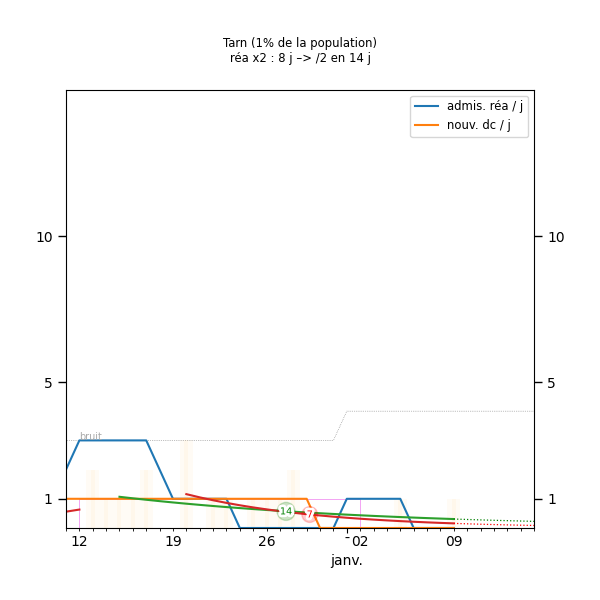 Tarn (1% de la population)
réa x2 : 8 j –> /2 en 14 j
admis. réa / j
nouv. dc / j
10
10
5
5
bruit
1
1
14
7
12
19
26
02
09
janv.